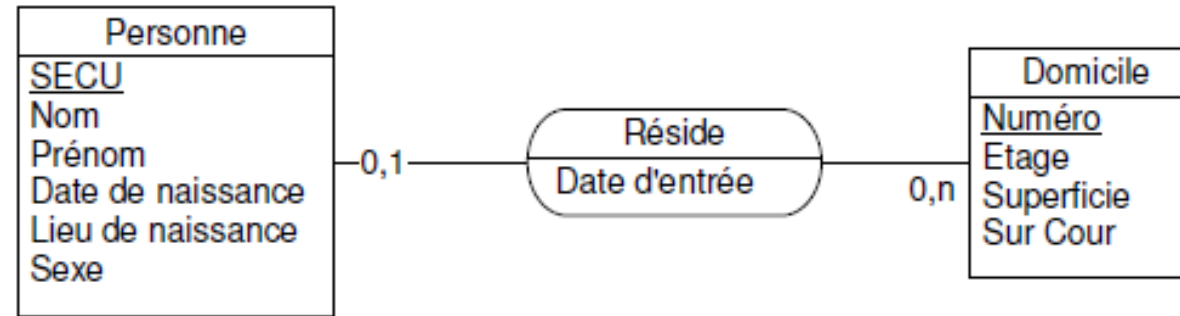 Personne
SECU
Nom
Prénom
Date de naissance
Lieu de naissance
Sexe
0,1
Réside
Date d'entrée
0,n
Domicile
Numéro
Etage
Superficie
Sur Cour